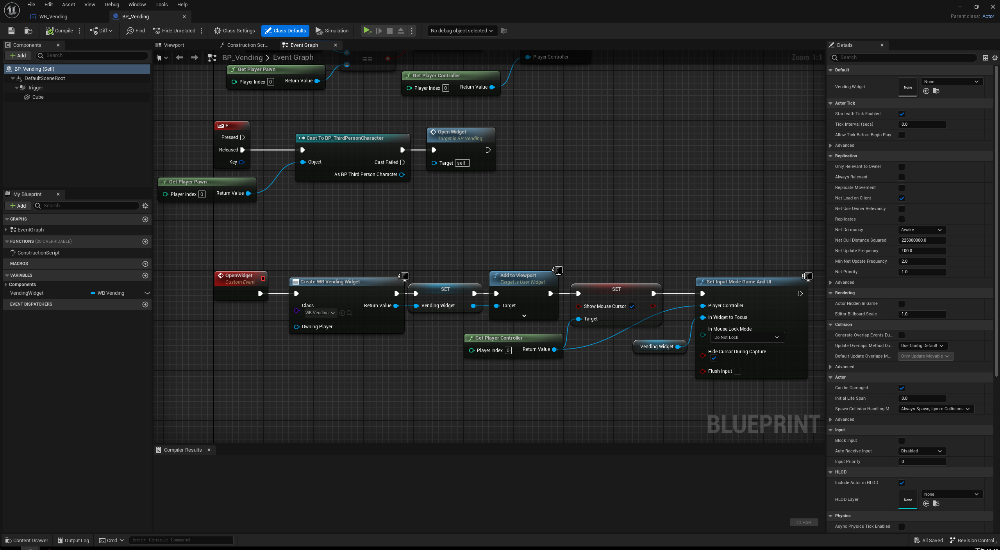 File Edit Asset View Debug Window Tools Help
WB_Vending
BP_Vending
Parent class: Actor
Compile
Diff
Find
Hide Unrelated
Class Settings
Class Defaults
Simulation
No debug object selected
Components
Add
Search
BP_Vending (Self)
DefaultSceneRoot
trigger
Cube
My Blueprint
Add
Search
GRAPHS
EventGraph
FUNCTIONS (20 OVERRIDABLE)
ConstructionScript
MACROS
VARIABLES
Components
VendingWidget WB Vending
EVENT DISPATCHERS
Viewport
Construction Scr...
Event Graph
BP_Vending > Event Graph
Zoom 1:1
==
Player Controller
Get Player Pawn
Player Index 0 Return Value
Get Player Controller
Player Index 0 Return Value
F
Pressed
Released
Key
Cast To BP_ThirdPersonCharacter
Object
Cast Failed
As BP Third Person Character
Open Widget
Target is BP Vending
Target self
Get Player Pawn
Player Index 0 Return Value
OpenWidget
Custom Event
Create WB Vending Widget
Class
WB Vending
Return Value
Owning Player
SET
Vending Widget
Add to Viewport
Target is User Widget
Target
SET
Show Mouse Cursor
Target
Get Player Controller
Player Index 0 Return Value
Vending Widget
Set Input Mode Game And UI
Player Controller
In Widget to Focus
In Mouse Lock Mode
Do Not Lock
Hide Cursor During Capture
Flush Input
BLUEPRINT
Compiler Results
CLEAR
Details
Search
Default
Vending Widget None None
Actor Tick
Start with Tick Enabled
Tick Interval (secs) 0.0
Allow Tick Before Begin Play
Advanced
Replication
Only Relevant to Owner
Always Relevant
Replicate Movement
Net Load on Client
Net Use Owner Relevancy
Replicates
Net Dormancy Awake
Net Cull Distance Squared 225000000.0
Net Update Frequency 100.0
Min Net Update Frequency 2.0
Net Priority 1.0
Advanced
Rendering
Actor Hidden In Game
Editor Billboard Scale 1.0
Collision
Generate Overlap Events Du...
Update Overlaps Method Du... Use Config Default
Default Update Overlaps M... Only Update Movable
Advanced
Actor
Can be Damaged
Initial Life Span 0.0
Spawn Collision Handling M... Always Spawn, Ignore Collisions
Advanced
Input
Block Input
Auto Receive Input Disabled
Input Priority 0
HLOD
Include Actor in HLOD
HLOD Layer None None
Physics
Async Physics Tick Enabled
Content Drawer
Output Log
Cmd
Enter Console Command
All Saved
Revision Control